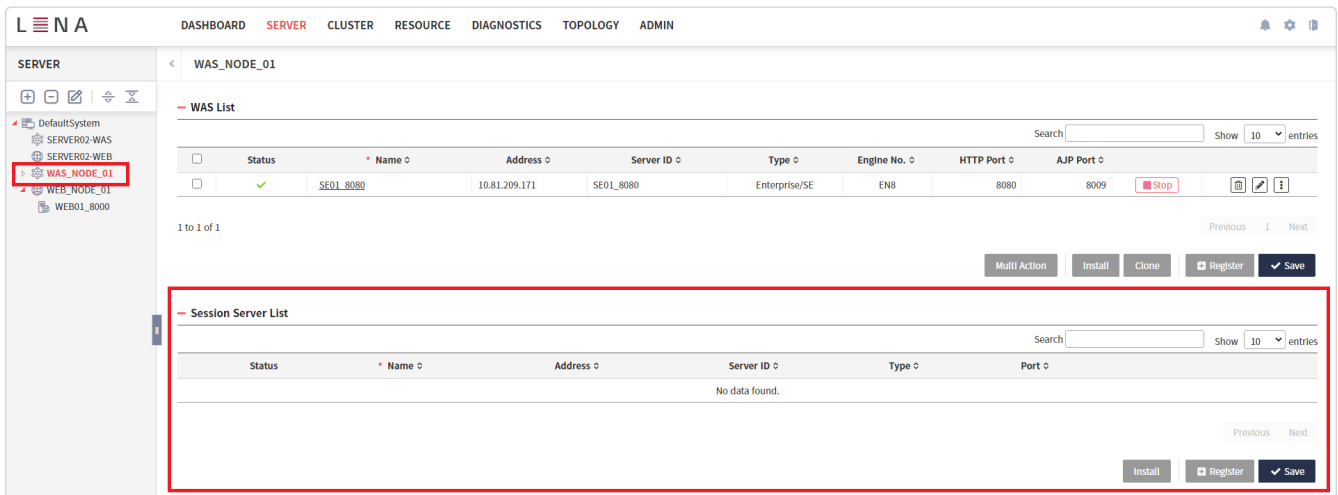 LENA
DASHBOARD SERVER CLUSTER RESOURCE DIAGNOSTICS TOPOLOGY ADMIN
SERVER
DefaultSystem
SERVER02-WAS
SERVER02-WEB
WAS_NODE_01
WEB_NODE_01
WEB01_8000
WAS_NODE_01
WAS List
Search Show 10 entries
Status * Name Address Server ID Type Engine No. HTTP Port AJP Port
SE01_8080 10.81.209.171 SE01_8080 Enterprise/SE EN8 8080 8009 Stop
1 to 1 of 1
Previous 1 Next
Multi Action Install Clone Register Save
Session Server List
Search Show 10 entries
Status * Name Address Server ID Type Port
No data found.
Previous Next
Install Register Save